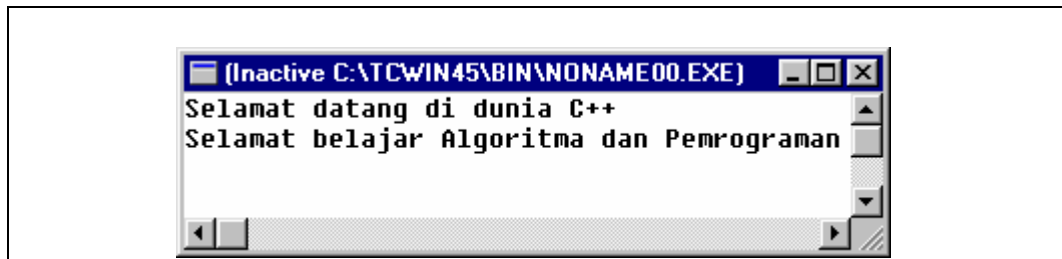 (Inactive C:\TCWIN45\BIN\NONAME00.EXE)
Selamat datang di dunia C++
Selamat belajar Algoritma dan Pemrograman